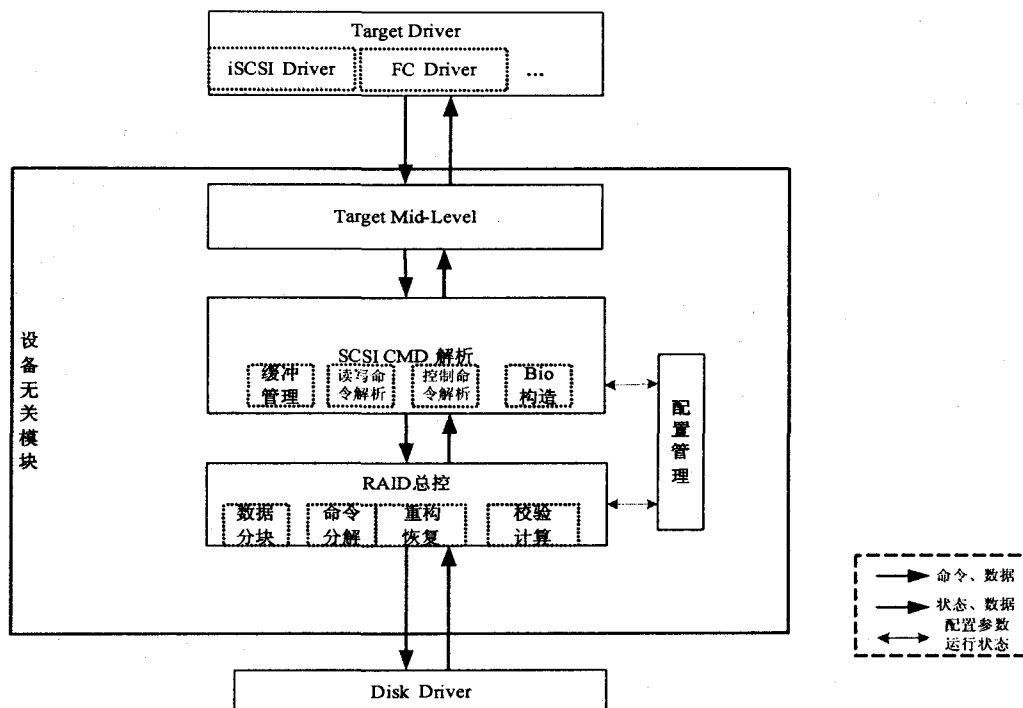 Target Driver
iSCSI Driver
FC Driver
...
Target Mid-Level
设备无关模块
SCSI CMD 解析
缓冲
管理
读写命
令解析
控制命
令解析
Bio
构造
配置管理
RAID总控
数据
分块
命令
分解
重构
恢复
校验
计算
命令、数据
状态、数据
配置参数
运行状态
Disk Driver